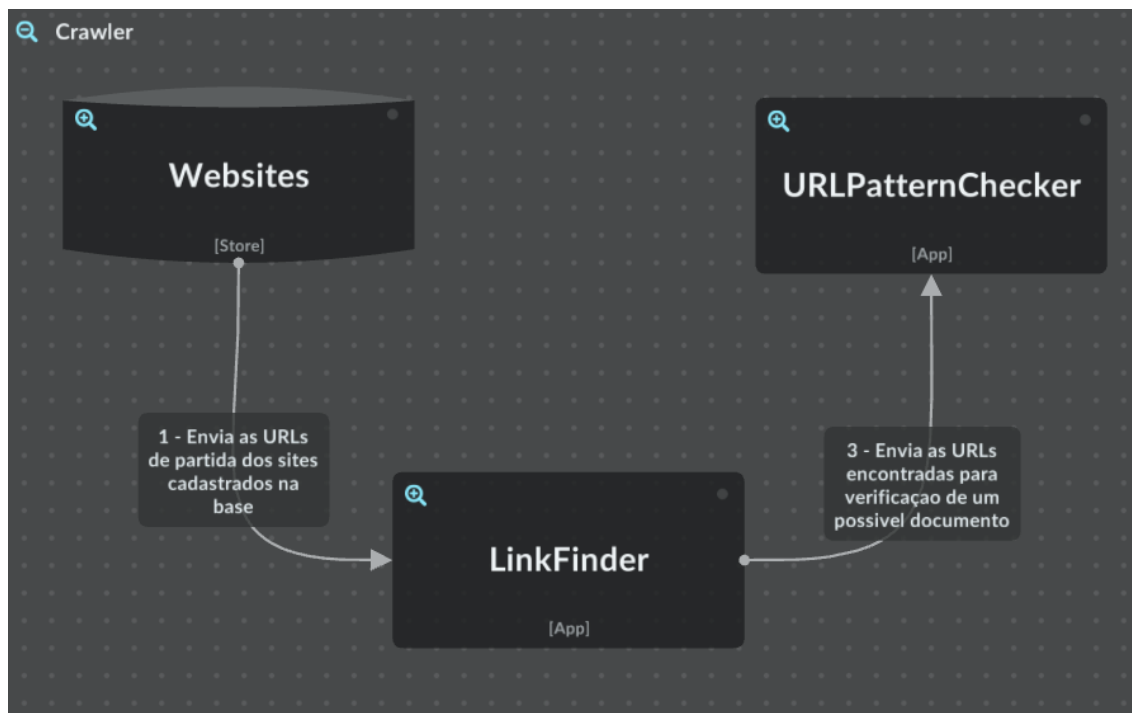 Crawler
Websites
[Store]
URLPatternChecker
[App]
1 - Envia as URLs
de partida dos sites
cadastrados na
base
3 - Envia as URLs
encontradas para
verificaçao de um
possivel documento
LinkFinder
[App]